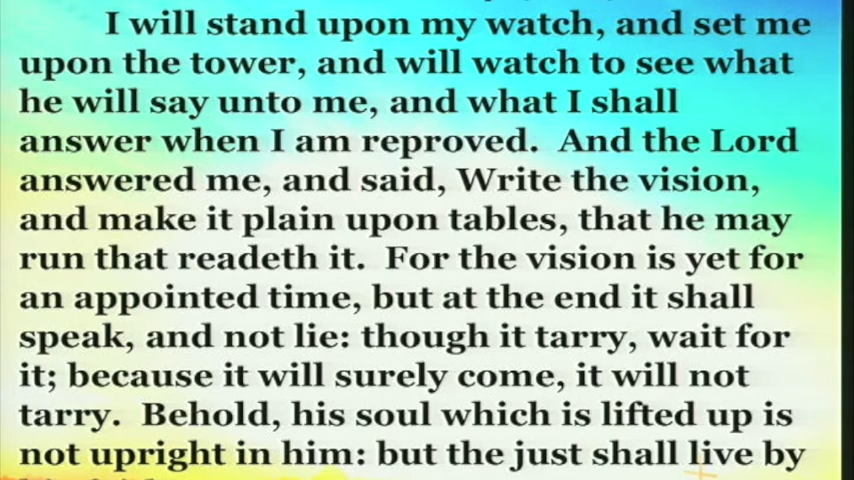 I will stand upon my watch, and set me
upon the tower, and will watch to see what
he will say unto me, and what I shall
answer when I am reproved. And the Lord
answered me, and said, Write the vision,
and make it plain upon tables, that he may
run that readeth it. For the vision is yet for
an appointed time, but at the end it shall
speak, and not lie: though it tarry, wait for
it; because it will surely come, it will not
tarry. Behold, his soul which is lifted up is
not upright in him: but the just shall live by